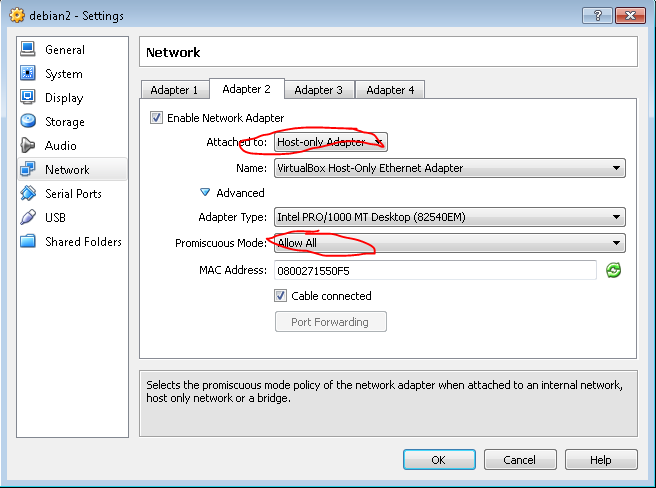 debian2 - Settings
General
System
Display
Storage
Audio
Network
Serial Ports
USB
Shared Folders
Network
Adapter 1 Adapter 2 Adapter 3 Adapter 4
Enable Network Adapter
Attached to: Host-only Adapter
Name: VirtualBox Host-Only Ethernet Adapter
Advanced
Adapter Type: Intel PRO/1000 MT Desktop (82540EM)
Promiscuous Mode: Allow All
MAC Address: 0800271550F5
Cable connected
Port Forwarding
Selects the promiscuous mode policy of the network adapter when attached to an internal network,
host only network or a bridge.
OK Cancel Help